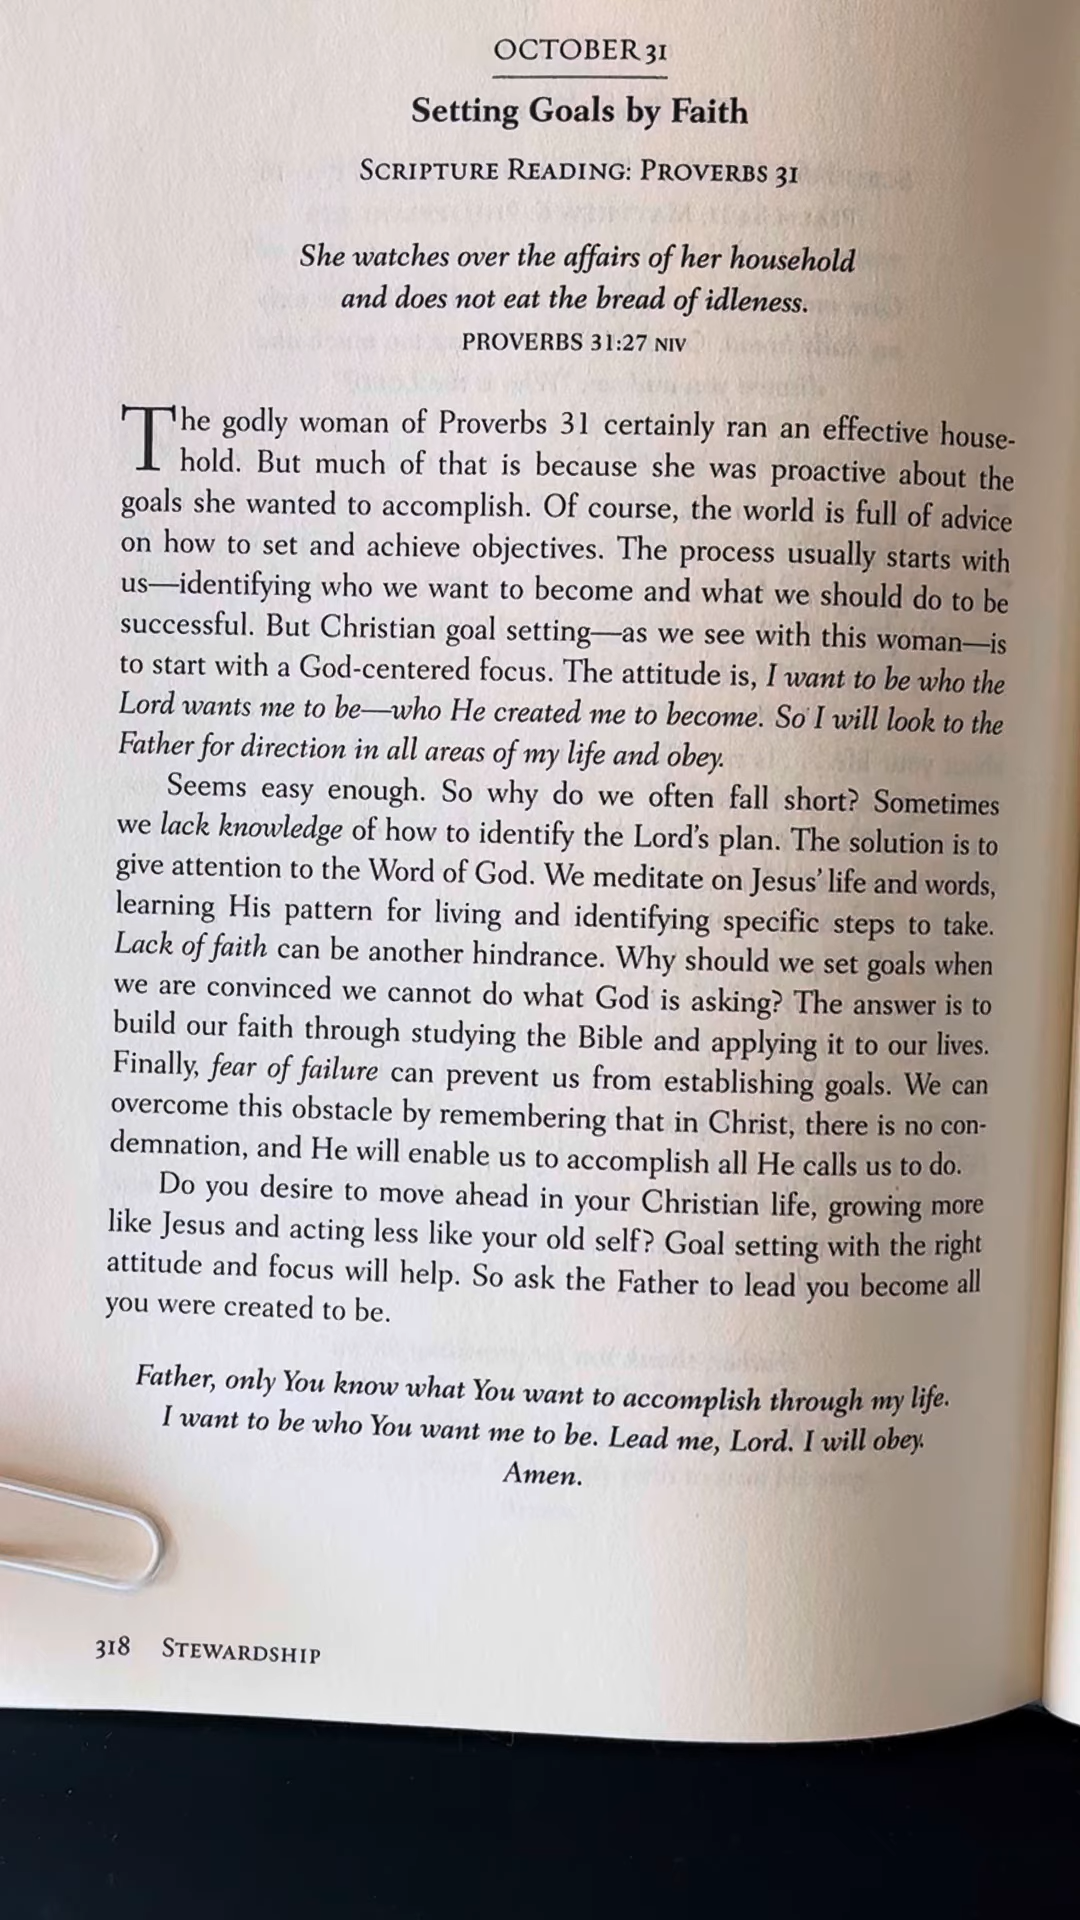 OCTOBER 31
Setting Goals by Faith
SCRIPTURE READING: PROVERBS 31
She watches over the affairs of her household
and does not eat the bread of idleness.
PROVERBS 31:27 NIV
The godly woman of Proverbs 31 certainly ran an effective house-
hold. But much of that is because she was proactive about the
goals she wanted to accomplish. Of course, the world is full of advice
on how to set and achieve objectives. The process usually starts with
us—identifying who we want to become and what we should do to be
successful. But Christian goal setting—as we see with this woman—is
to start with a God-centered focus. The attitude is, I want to be who the
Lord wants me to be—who He created me to become. So I will look to the
Father for direction in all areas of my life and obey.
Seems easy enough. So why do we often fall short? Sometimes
we lack knowledge of how to identify the Lord's plan. The solution is to
give attention to the Word of God. We meditate on Jesus' life and words,
learning His pattern for living and identifying specific steps to take.
Lack of faith can be another hindrance. Why should we set goals when
we are convinced we cannot do what God is asking? The answer is to
build our faith through studying the Bible and applying it to our lives.
Finally, fear of failure can prevent us from establishing goals. We can
overcome this obstacle by remembering that in Christ, there is no con-
demnation, and He will enable us to accomplish all He calls us to do.
Do you desire to move ahead in your Christian life, growing more
like Jesus and acting less like your old self? Goal setting with the right
attitude and focus will help. So ask the Father to lead you become all
you were created to be.
Father, only You know what You want to accomplish through my life.
I want to be who You want me to be. Lead me, Lord. I will obey.
Amen.
318 STEWARDSHIP